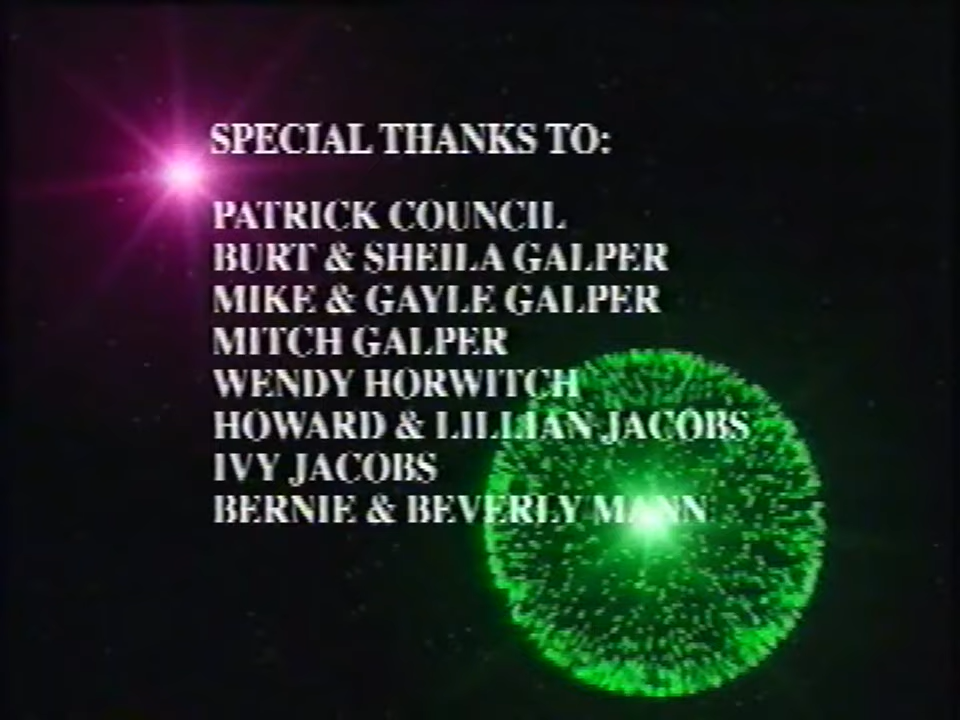 SPECIAL THANKS TO:
PATRICK COUNCIL
BURT & SHEILA GALPER
MIKE & GAYLE GALPER
MITCH GALPER
WENDY HORWITCH
HOWARD & LILLIAN JACOBS
IVY JACOBS
BERNIE & BEVERLY MANN